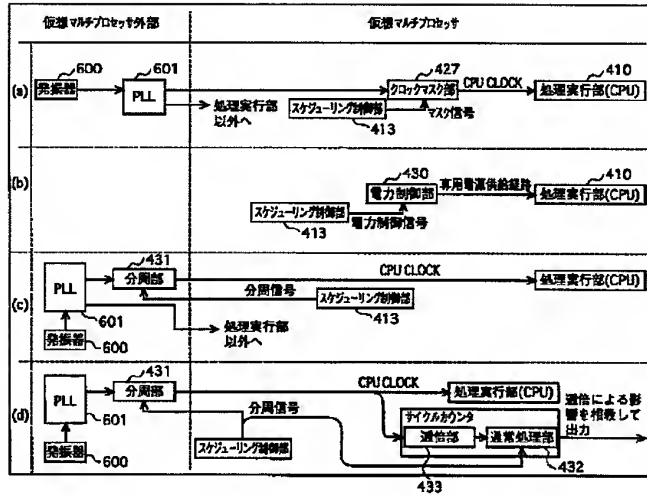 仮想マルチプロセッサ外部
仮想マルチプロセッサ
(a)
600
発振器
601
PLL
処理実行部
以外へ
427
クロックマスク部
CPU CLOCK
410
処理実行部(CPU)
スケジューリング制御部
マスク信号
413
(b)
430
電力制御部
専用電源供給経路
410
処理実行部(CPU)
スケジューリング制御部
電力制御信号
413
(c)
431
PLL
分周部
CPU CLOCK
処理実行部(CPU)
分周信号
スケジューリング制御部
413
601
処理実行部
以外へ
発振器
600
(d)
431
PLL
分周部
CPU CLOCK
処理実行部(CPU)
分周信号
サイクルカウンタ
逓倍部
通常処理部
逓倍による影
響を相殺して
出力
601
スケジューリング制御部
発振器
600
433
432